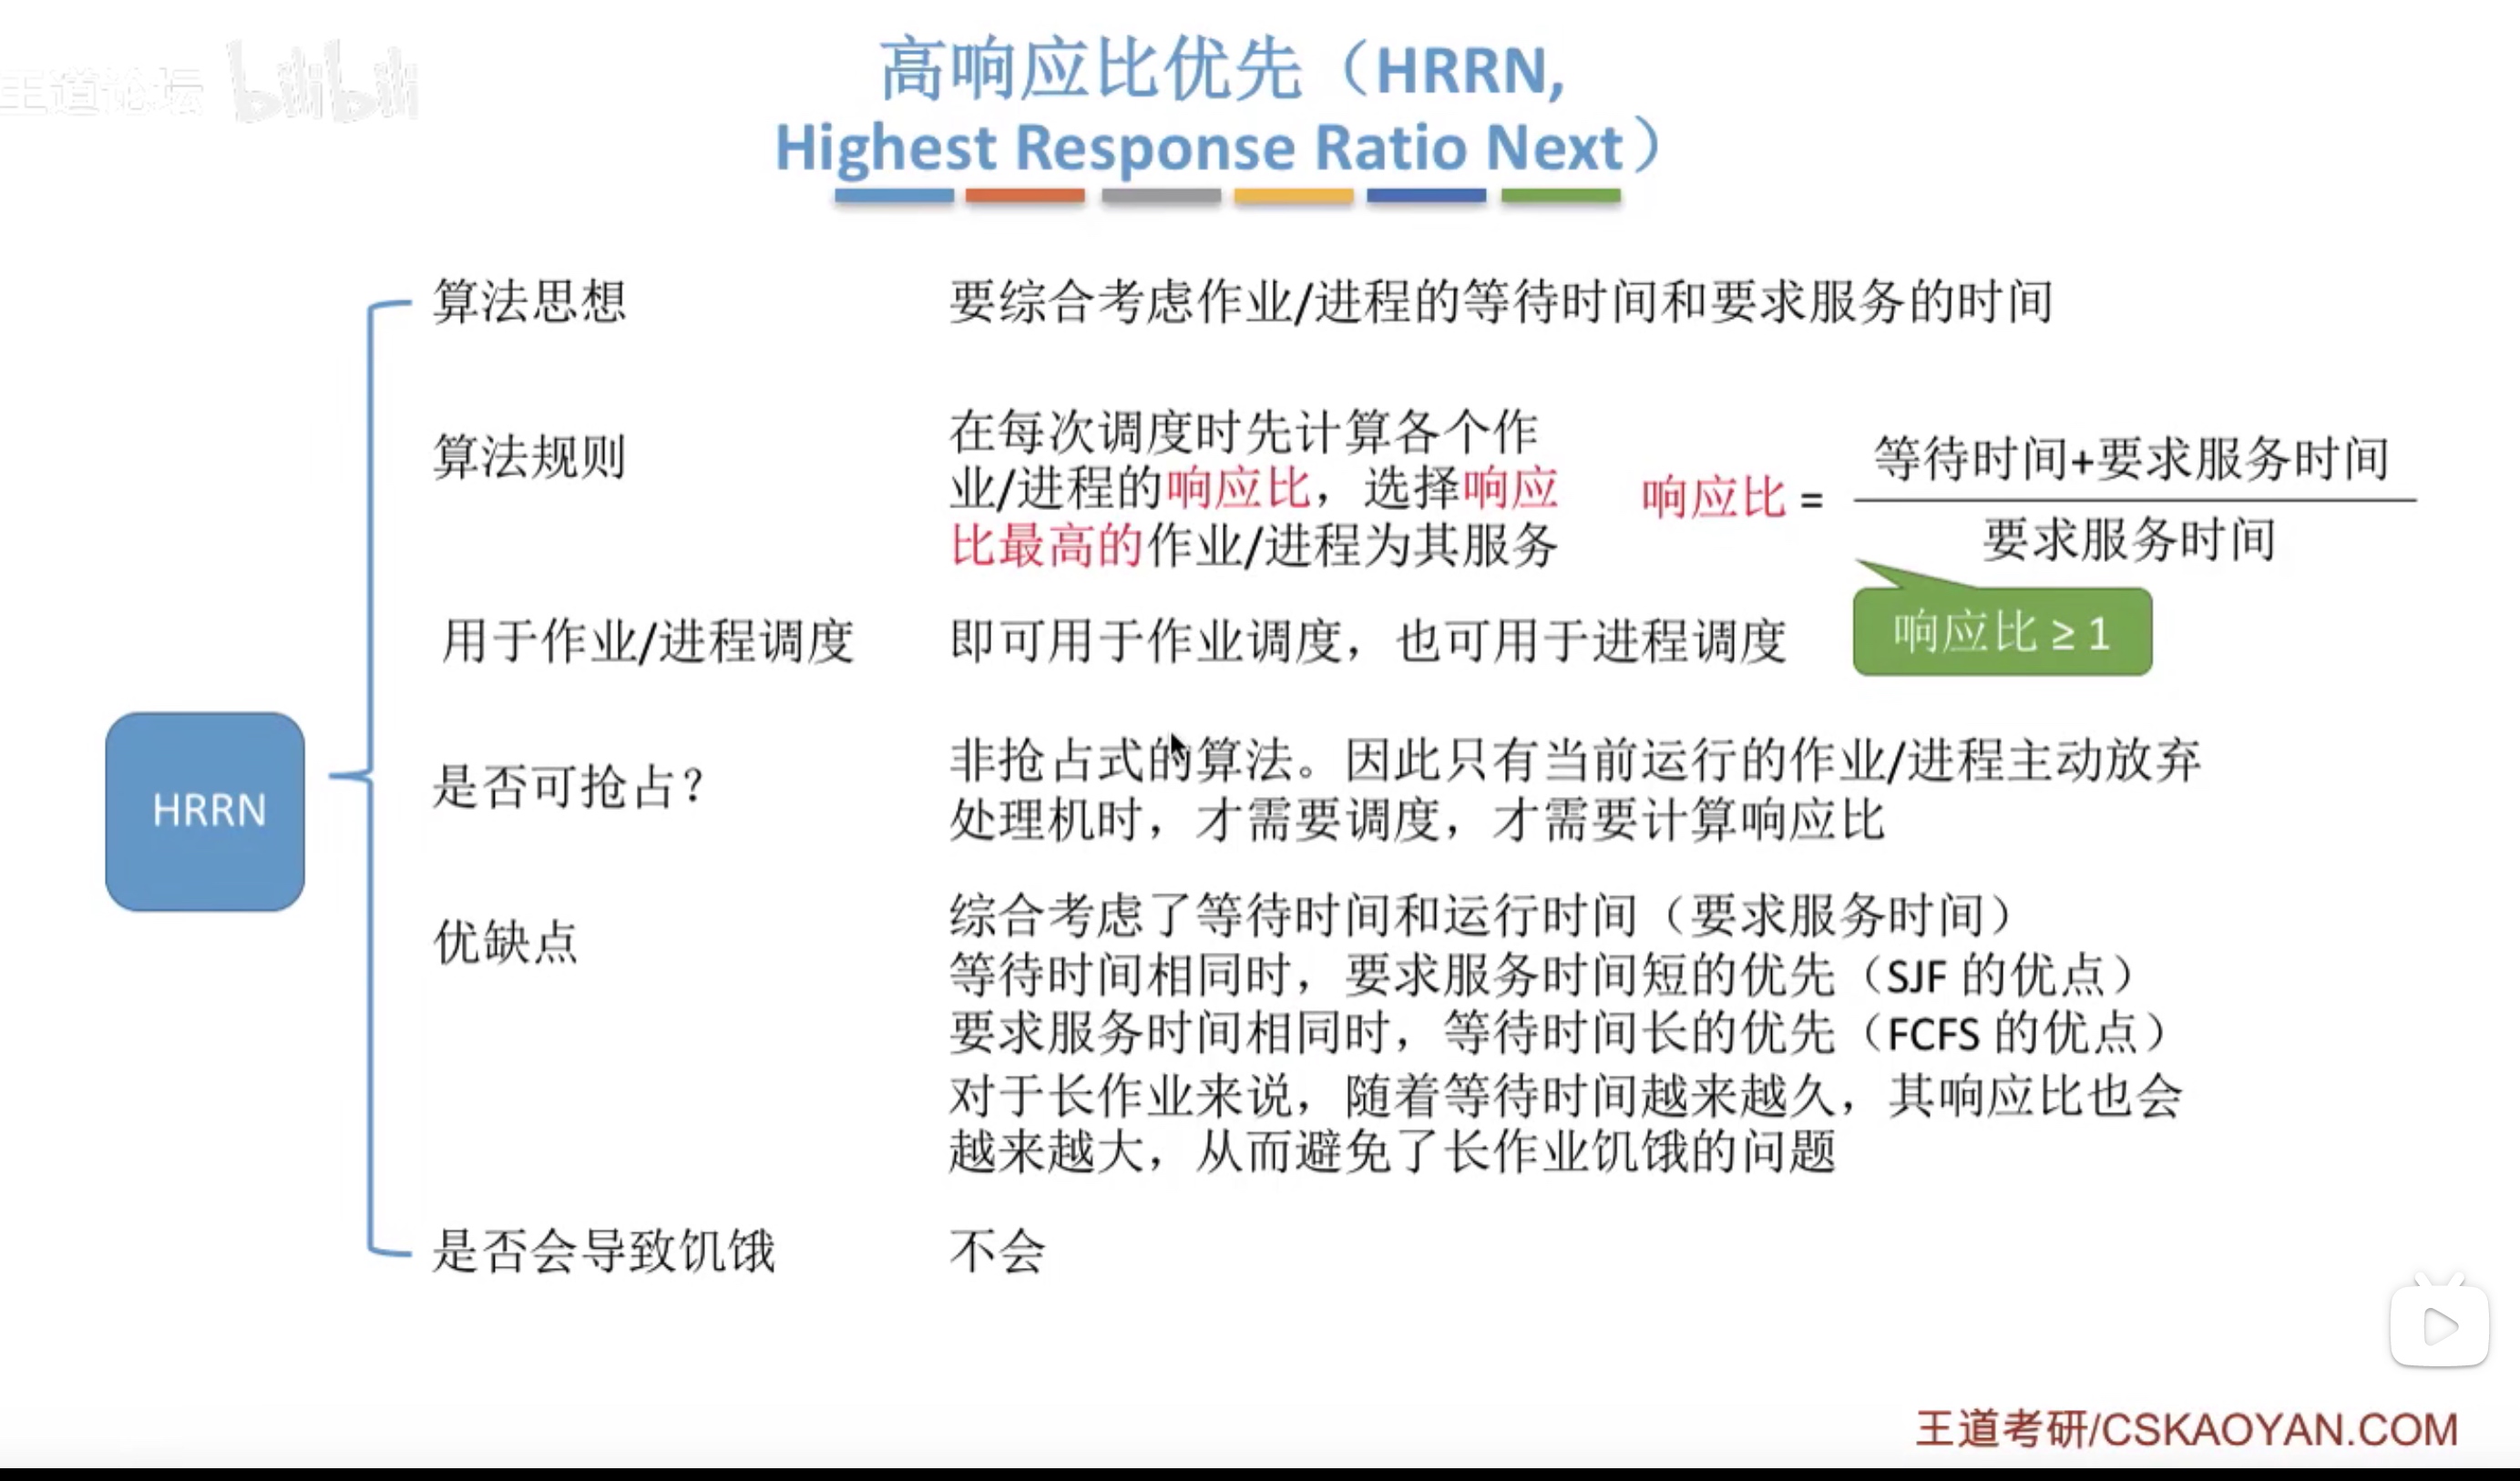 王道论坛 bilibili
高响应比优先（HRRN,
Highest Response Ratio Next）
算法思想
要综合考虑作业/进程的等待时间和要求服务的时间
算法规则
在每次调度时先计算各个作
业/进程的响应比，选择响应
比最高的作业/进程为其服务
响应比 =
等待时间+要求服务时间
要求服务时间
响应比 ≥ 1
用于作业/进程调度
即可用于作业调度，也可用于进程调度
HRRN
是否可抢占？
非抢占式的算法。因此只有当前运行的作业/进程主动放弃
处理机时，才需要调度，才需要计算响应比
优缺点
综合考虑了等待时间和运行时间（要求服务时间）
等待时间相同时，要求服务时间短的优先（SJF 的优点）
要求服务时间相同时，等待时间长的优先（FCFS 的优点）
对于长作业来说，随着等待时间越来越久，其响应比也会
越来越大，从而避免了长作业饥饿的问题
是否会导致饥饿
不会
王道考研/CSKAOYAN.COM